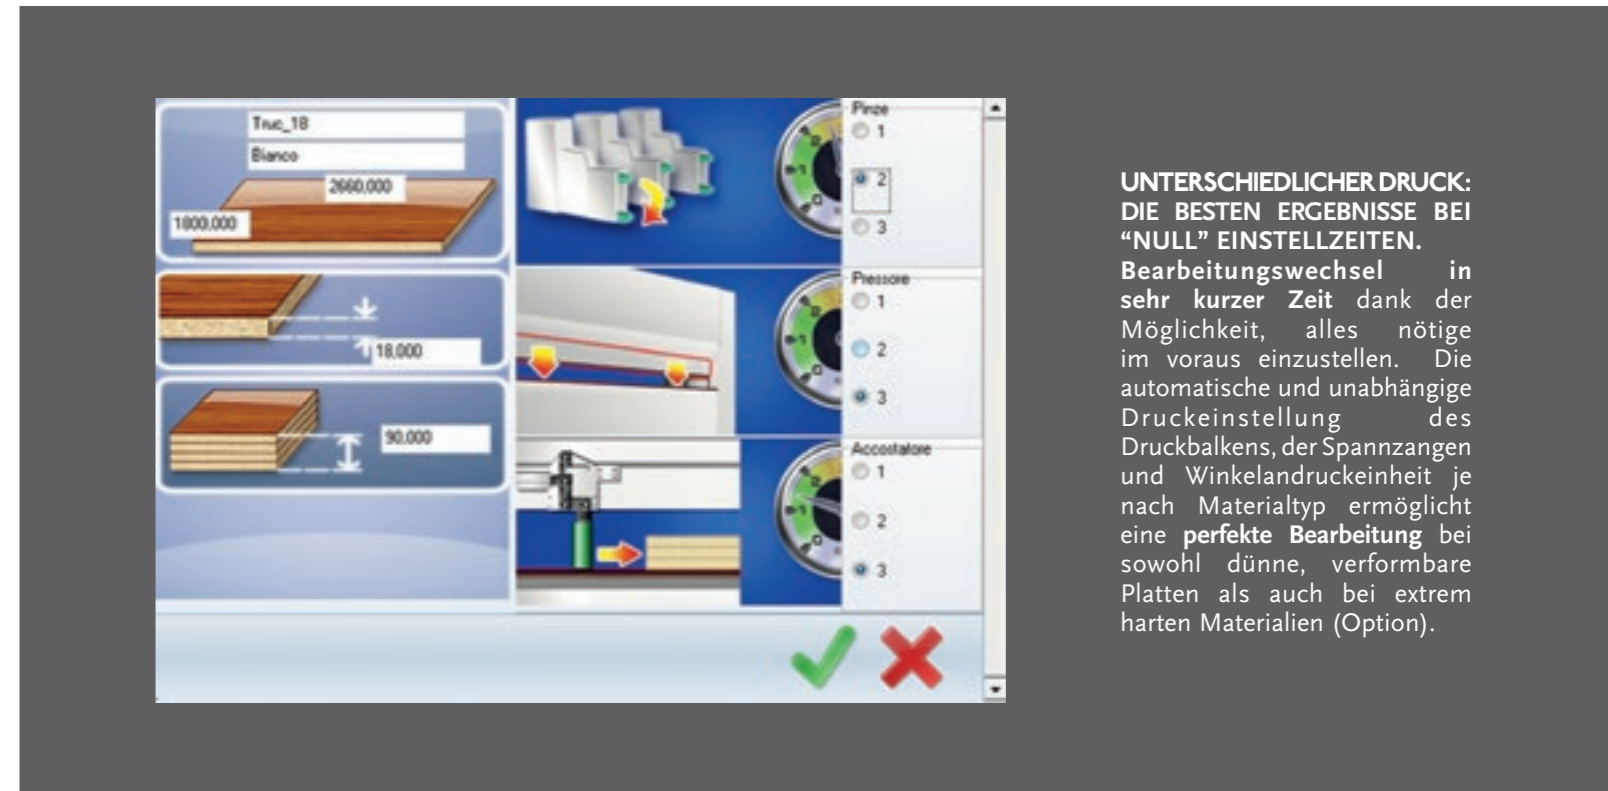 Truc_18
Bianco
2660,000
1800,000
18,000
90,000
Pinze
1
2
3
Pressore
1
2
3
Accostatore
1
2
3
UNTERSCHIEDLICHER DRUCK:
DIE BESTEN ERGEBNISSE BEI
“NULL” EINSTELLZEITEN.
Bearbeitungswechsel in
sehr kurzer Zeit dank der
Möglichkeit, alles nötige
im voraus einzustellen. Die
automatische und unabhängige
Druckeinstellung des
Druckbalkens, der Spannzangen
und Winkelandruckeinheit je
nach Materialtyp ermöglicht
eine perfekte Bearbeitung bei
sowohl dünne, verformbare
Platten als auch bei extrem
harten Materialien (Option).